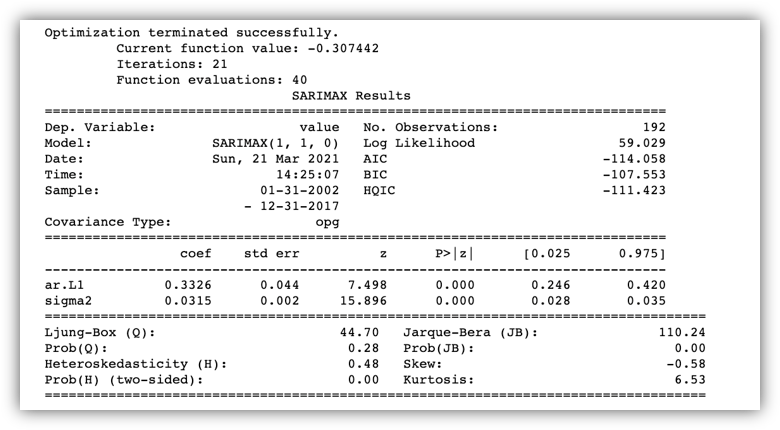 Optimization terminated successfully.
Current function value: -0.307442
Iterations: 21
Function evaluations: 40
SARIMAX Results
==============================================================================
Dep. Variable: value No. Observations: 192
Model: SARIMAX(1, 1, 0) Log Likelihood 59.029
Date: Sun, 21 Mar 2021 AIC -114.058
Time: 14:25:07 BIC -107.553
Sample: 01-31-2002 HQIC -111.423
- 12-31-2017
Covariance Type: opg
==============================================================================
coef std err z P>|z| [0.025 0.975]
------------------------------------------------------------------------------
ar.L1 0.3326 0.044 7.498 0.000 0.246 0.420
sigma2 0.0315 0.002 15.896 0.000 0.028 0.035
===================================================================================
Ljung-Box (Q): 44.70 Jarque-Bera (JB): 110.24
Prob(Q): 0.28 Prob(JB): 0.00
Heteroskedasticity (H): 0.48 Skew: -0.58
Prob(H) (two-sided): 0.00 Kurtosis: 6.53
===================================================================================